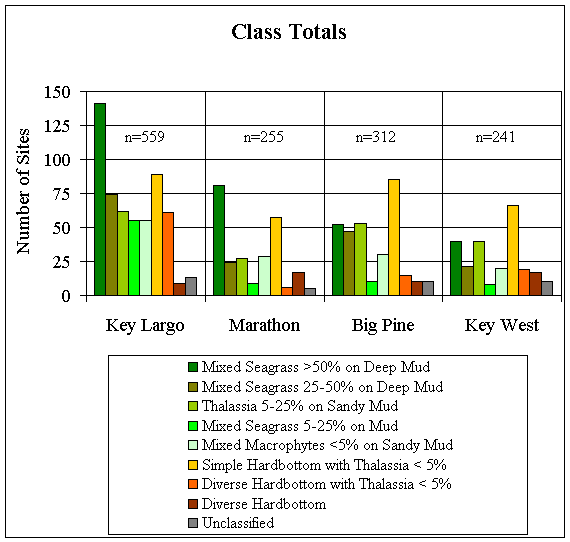 Class Totals
Number of Sites
150
125
100
75
50
25
0
n=559
n=255
n=312
n=241
Key Largo
Marathon
Big Pine
Key West
Mixed Seagrass >50% on Deep Mud
Mixed Seagrass 25-50% on Deep Mud
Thalassia 5-25% on Sandy Mud
Mixed Seagrass 5-25% on Mud
Mixed Macrophytes <5% on Sandy Mud
Simple Hardbottom with Thalassia < 5%
Diverse Hardbottom with Thalassia < 5%
Diverse Hardbottom
Unclassified